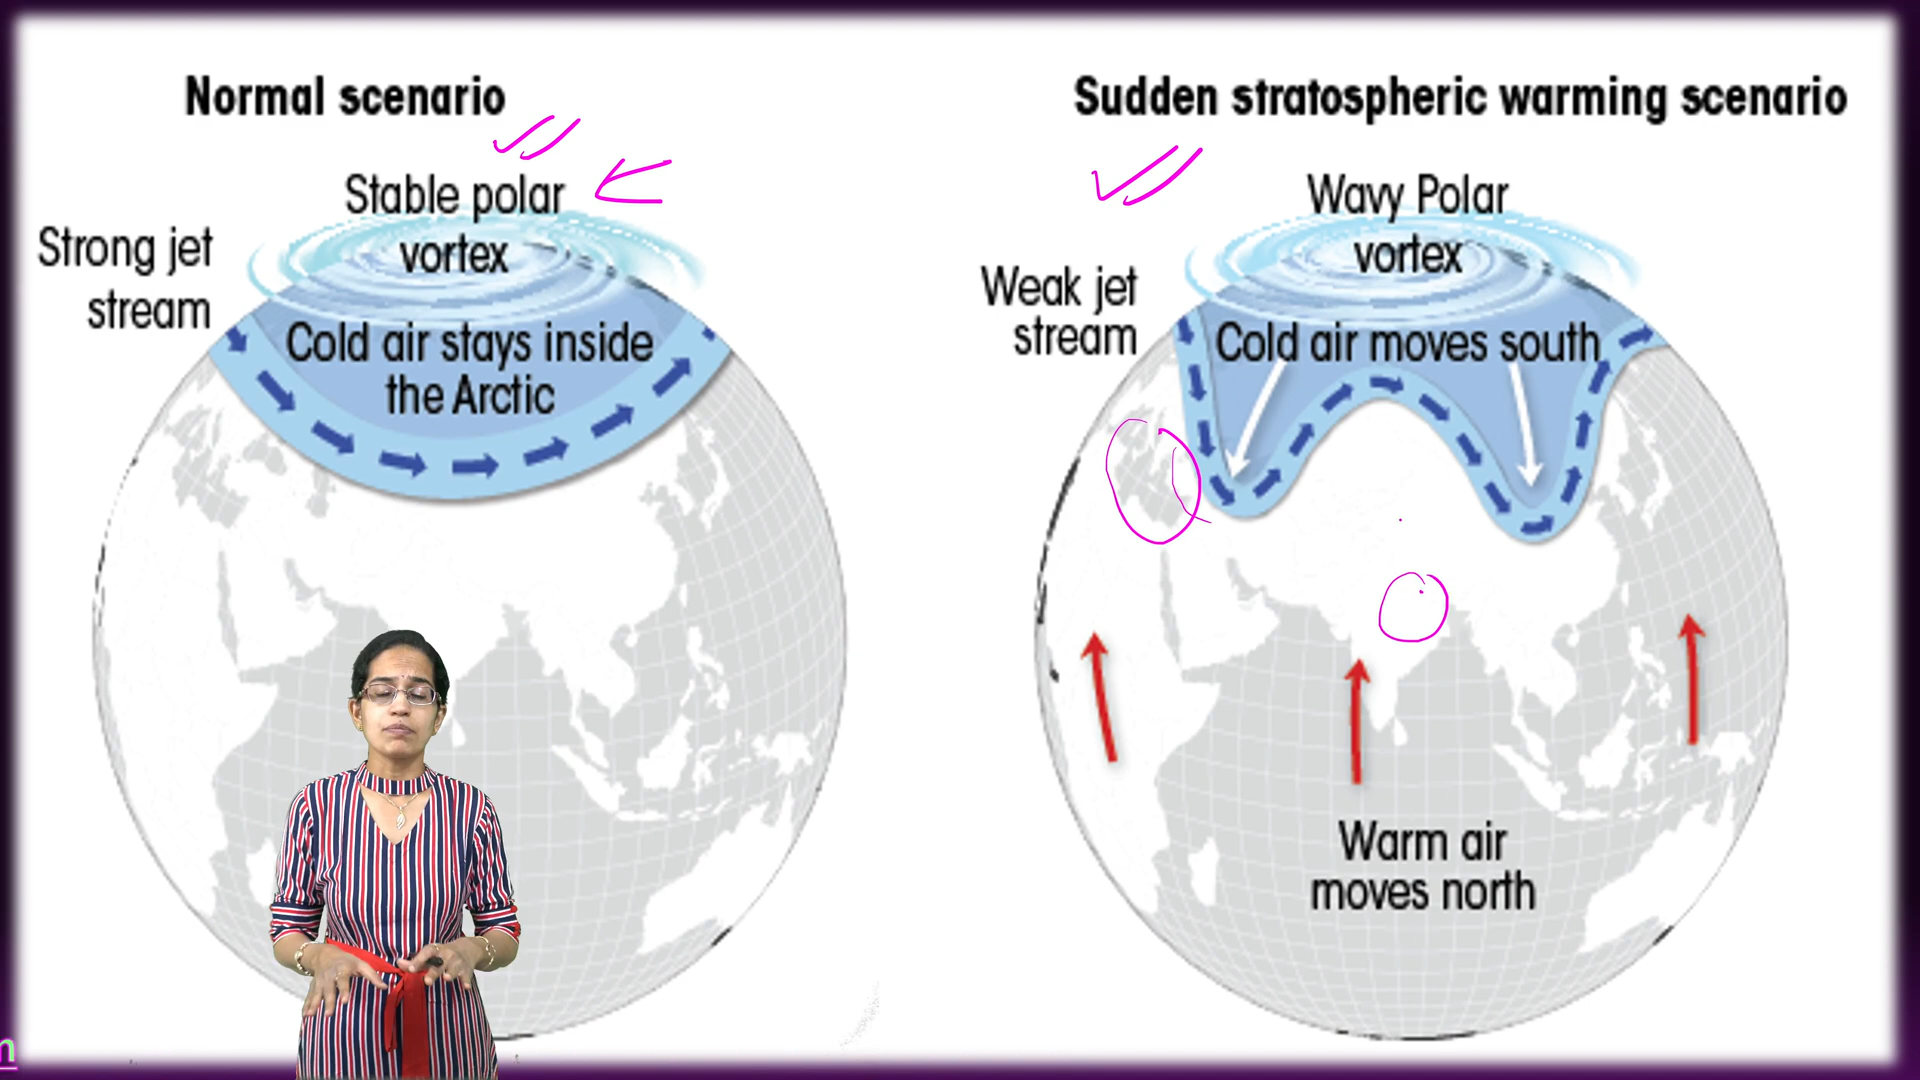 Normal scenario
Stable polar
vortex
Strong jet
stream
Cold air stays inside
the Arctic
Sudden stratospheric warming scenario
Wavy Polar
vortex
Weak jet
stream
Cold air moves south
Warm air
moves north